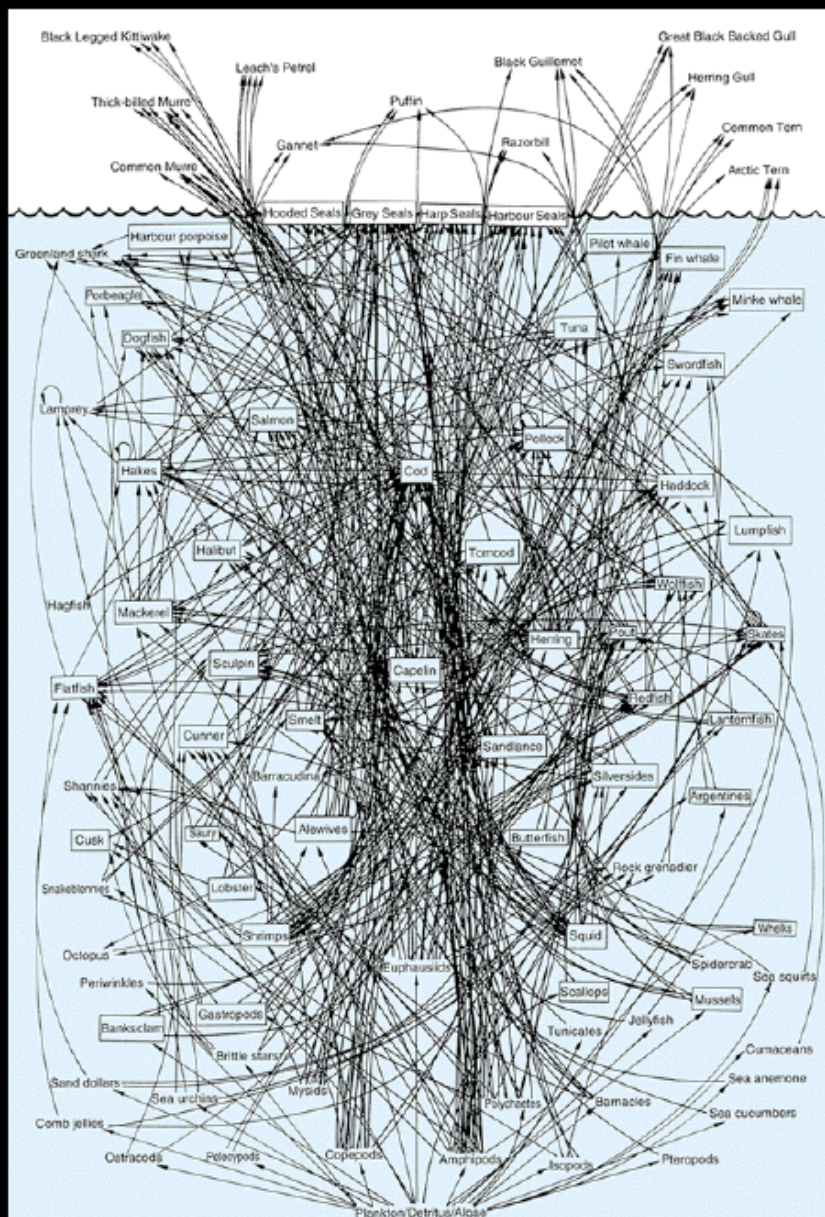 Black Legged Kittiwake
Great Black Backed Gull
Leach's Petrel
Black Guillemot
Herring Gull
Thick-billed Murre
Puffin
Common Tern
Gannet
Razorbill
Common Murre
Arctic Tern
Hooded Seals
Grey Seals
Harp Seals
Harbour Seals
Harbour porpoise
Pilot whale
Greenland shark
Fin whale
Porbeagle
Minke whale
Tuna
Dogfish
Swordfish
Lamprey
Salmon
Pollock
Hakes
Cod
Haddock
Lumpfish
Halibut
Tomcod
Wolffish
Hagfish
Mackerel
Herring
Pout
Skates
Sculpin
Capelin
Flatfish
Redfish
Smelt
Lanternfish
Cunner
Sandlance
Barracudina
Silversides
Shannies
Argentines
Cusk
Saury
Alewives
Butterfish
Rock grenadier
Snakeblennies
Lobster
Shrimps
Squid
Whelks
Octopus
Euphausiids
Spidercrab
Sea squirts
Periwinkles
Scallops
Mussels
Gastropods
Jellyfish
Banksclam
Tunicates
Brittle stars
Cumaceans
Sand dollars
Mysids
Sea anemone
Sea urchins
Polychaetes
Barnacles
Sea cucumbers
Comb jellies
Ostracods
Pelecypods
Copepods
Amphipods
Isopods
Pteropods
Plankton/Detritus/Algae